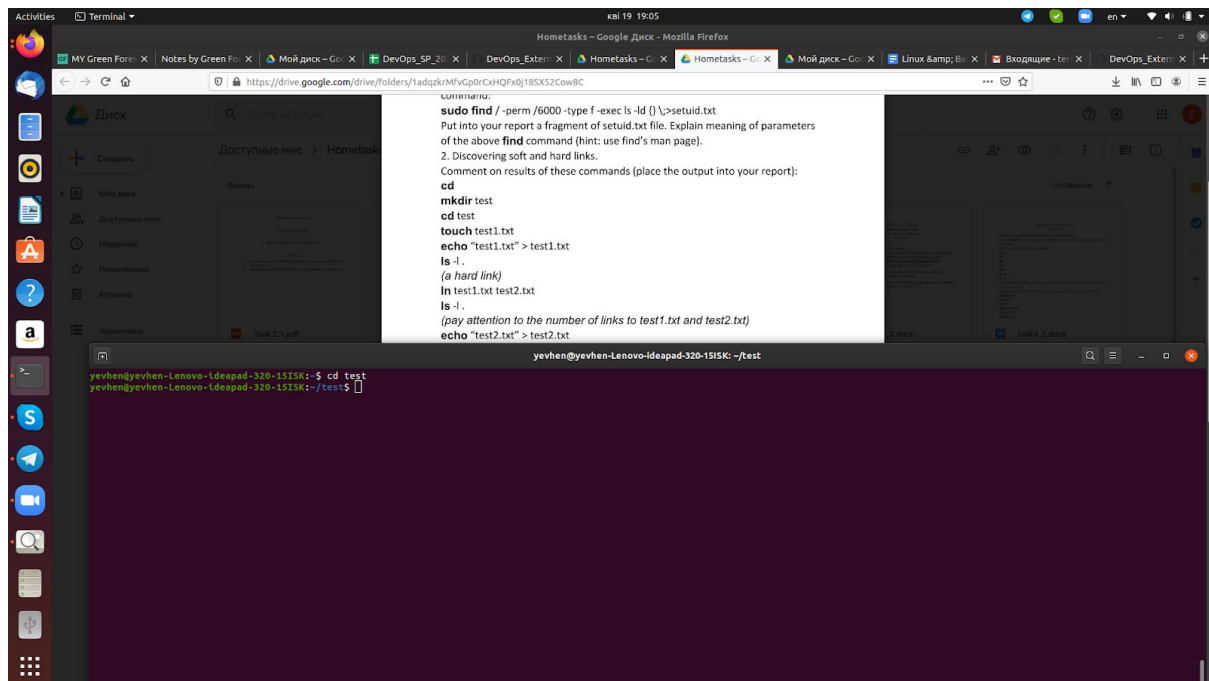 Activities
Terminal
кві 19 19:05
en
Hometasks – Google Диск - Mozilla Firefox
MY Green Fores
Notes by Green Fo
Мой диск – Goo
DevOps_SP_20
DevOps_Extern
Hometasks – Go
Hometasks – Go
Мой диск – Goo
Linux &amp; Ba
Входящие - ter
DevOps_Extern
https://drive.google.com/drive/folders/1adqzkrMfvGp0rCxHQFx0j18SX52Cow8C
command:
sudo find / -perm /6000 -type f -exec ls -ld {} \;>setuid.txt
Put into your report a fragment of setuid.txt file. Explain meaning of parameters
of the above find command (hint: use find's man page).
2. Discovering soft and hard links.
Comment on results of these commands (place the output into your report):
cd
mkdir test
cd test
touch test1.txt
echo “test1.txt” > test1.txt
ls -l .
(a hard link)
ln test1.txt test2.txt
ls -l .
(pay attention to the number of links to test1.txt and test2.txt)
echo “test2.txt” > test2.txt
Диск
Поиск на Диске
Создать
Доступные мне > Hometask
Мой диск
Файлы
Название
Доступные мне
Недавние
Помеченные
Корзина
Хранилище
Task 2.1.pdf
task4_3.docx
yevhen@yevhen-Lenovo-ideapad-320-15ISK: ~/test
yevhen@yevhen-Lenovo-ideapad-320-15ISK:~$ cd test
yevhen@yevhen-Lenovo-ideapad-320-15ISK:~/test$